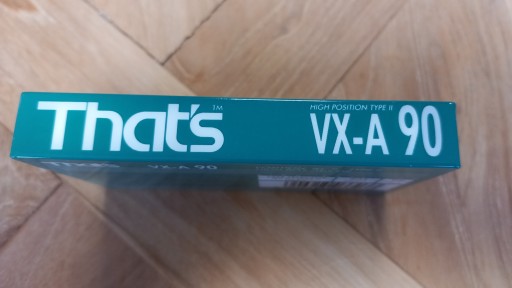 That's™
HIGH POSITION TYPE II
VX-A 90
VX-A 90